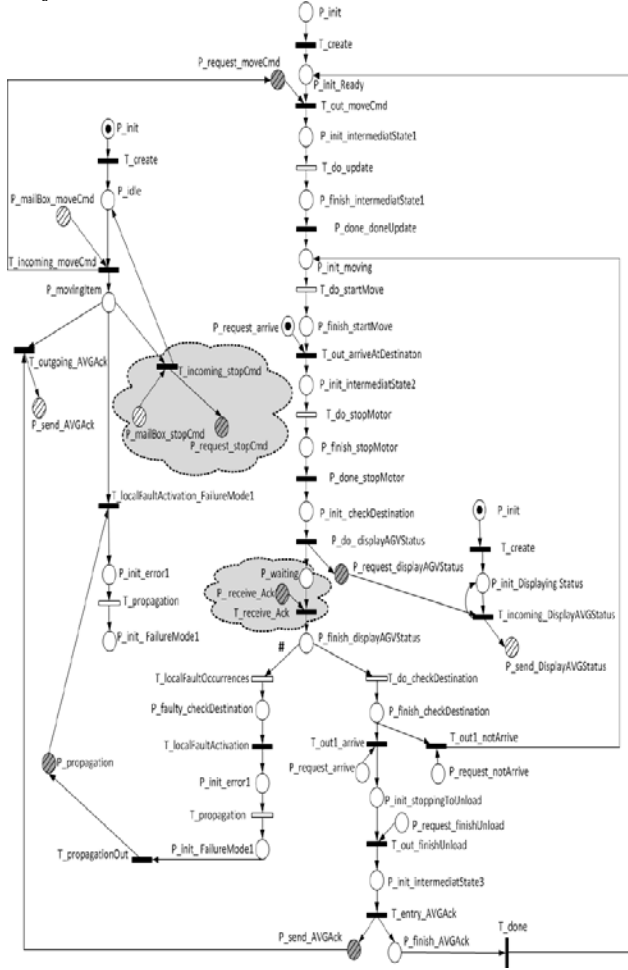 P_init
T_create
P_request_moveCmd
P_init_Ready
T_out_moveCmd
P_init
P_init_intermediatState1
T_create
T_do_update
P_idle
P_mailBox_moveCmd
P_finish_intermediatState1
P_done_doneUpdate
T_incoming_moveCmd
P_init_moving
P_movingItem
T_do_startMove
P_request_arrive
P_finish_startMove
T_outgoing_AVGAck
T_incoming_stopCmd
T_out_arriveAtDestinaton
P_init_intermediatState2
P_send_AVGAck
P_mailBox_stopCmd
P_request_stopCmd
T_do_stopMotor
P_finish_stopMotor
P_done_stopMotor
T_localFaultActivation_FailureMode1
P_init_checkDestination
P_init
P_do_displayAGVStatus
T_create
P_init_error1
P_waiting
P_request_displayAGVStatus
P_init_Displaying Status
T_propagation
P_receive_Ack
T_receive_Ack
T_incoming_DisplayAVGStatus
P_init_FailureMode1
P_finish_displayAGVStatus
P_send_DisplayAVGStatus
#
T_localFaultOccurrences
T_do_checkDestination
P_faulty_checkDestination
P_finish_checkDestination
T_localFaultActivation
T_out1_arrive
T_out1_notArrive
P_propagation
P_request_arrive
P_request_notArrive
P_init_error1
P_init_stoppingToUnload
T_propagation
P_request_finishUnload
P_init_FailureMode1
T_out_finishUnload
T_propagationOut
P_init_intermediatState3
T_entry_AVGAck
P_send_AVGAck
T_done
P_finish_AVGAck